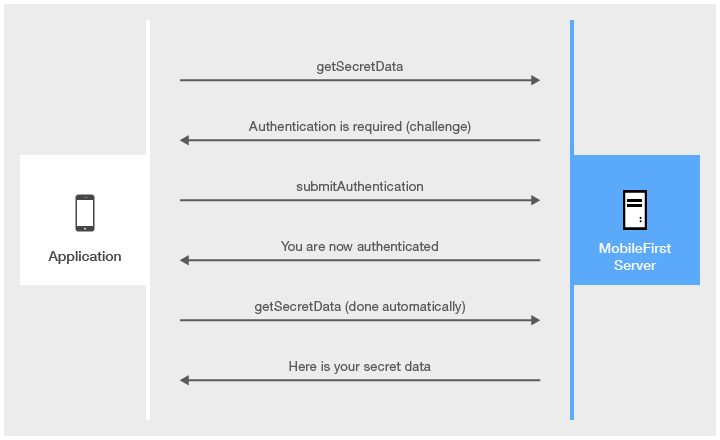 getSecretData
Authentication is required (challenge)
submitAuthentication
You are now authenticated
getSecretData (done automatically)
Here is your secret data
Application
MobileFirst
Server